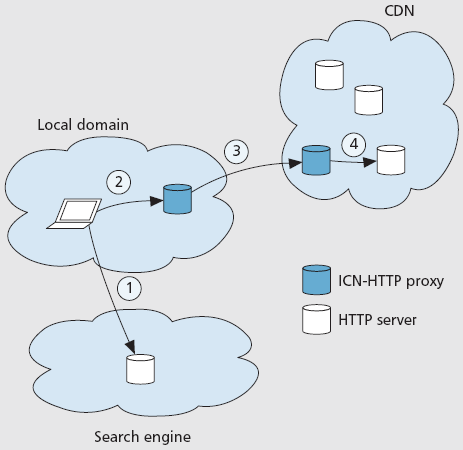 CDN
Local domain
3
4
2
1
ICN-HTTP proxy
HTTP server
Search engine